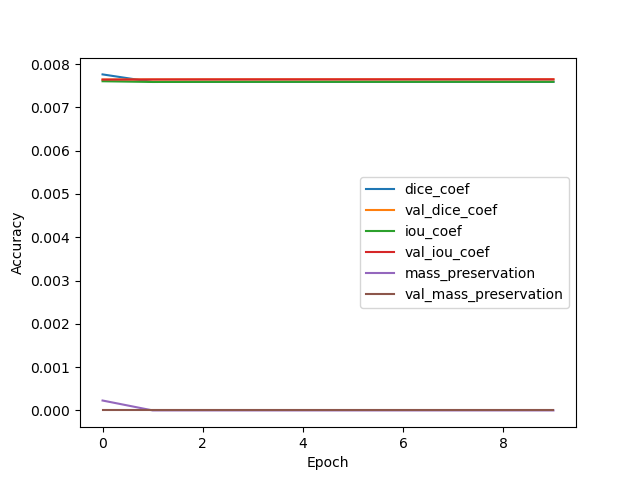 0.008
0.007
0.006
0.005
0.004
0.003
0.002
0.001
0.000
Accuracy
dice_coef
val_dice_coef
iou_coef
val_iou_coef
mass_preservation
val_mass_preservation
0 2 4 6 8
Epoch